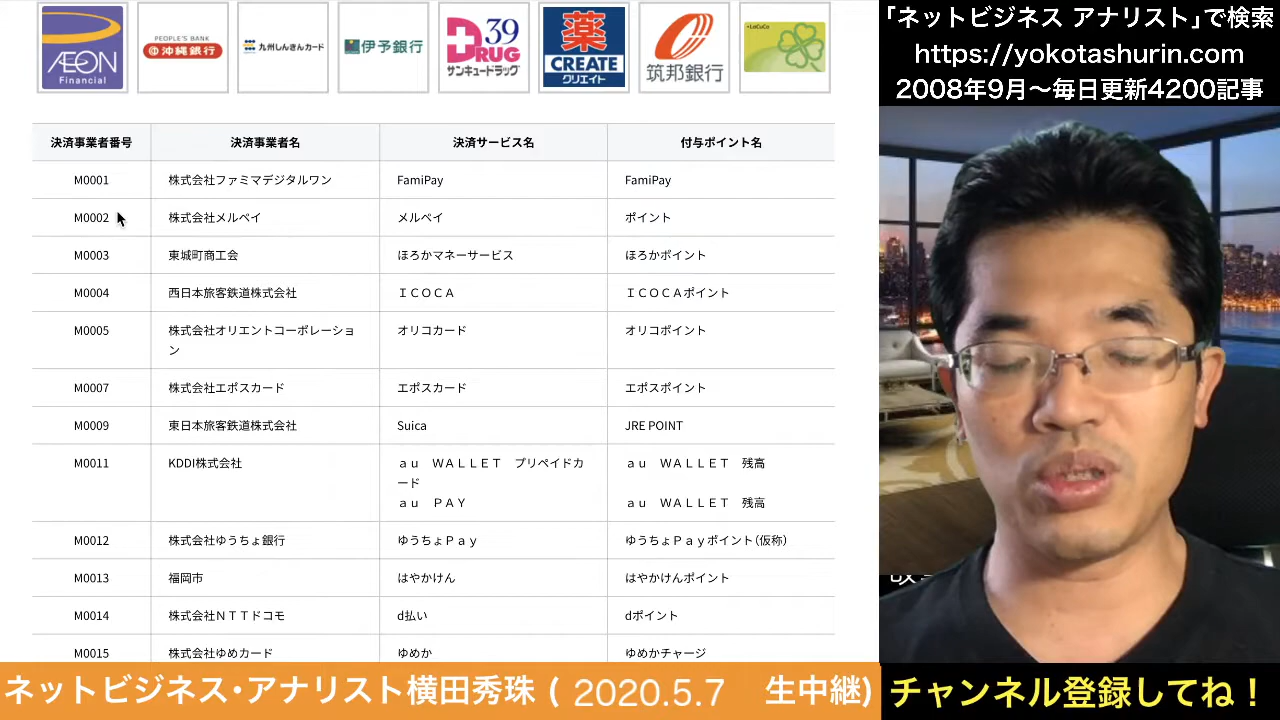 ÆON
Financial
PEOPLE'S BANK
沖縄銀行
九州しんきんカード
伊予銀行
39
DRUG
サンキュードラッグ
薬
CREATE
クリエイト
筑邦銀行
LaCuCa
決済事業者番号 決済事業者名 決済サービス名 付与ポイント名
M0001 株式会社ファミマデジタルワン FamiPay FamiPay
M0002 株式会社メルペイ メルペイ ポイント
M0003 東城町商工会 ほろかマネーサービス ほろかポイント
M0004 西日本旅客鉄道株式会社 ＩＣＯＣＡ ＩＣＯＣＡポイント
M0005 株式会社オリエントコーポレーショ オリコカード オリコポイント
ン
M0007 株式会社エポスカード エポスカード エポスポイント
M0009 東日本旅客鉄道株式会社 Suica JRE POINT
M0011 KDDI株式会社 ａｕ　ＷＡＬＬＥＴ　プリペイドカ ａｕ　ＷＡＬＬＥＴ　残高
ード
ａｕ　ＰＡＹ ａｕ　ＷＡＬＬＥＴ　残高
M0012 株式会社ゆうちょ銀行 ゆうちょＰａｙ ゆうちょＰａｙポイント（仮称）
M0013 福岡市 はやかけん はやかけんポイント
M0014 株式会社ＮＴＴドコモ d払い dポイント
M0015 株式会社ゆめカード ゆめか ゆめかチャージ
「ネットビジネス アナリスト」で検索
https://yokotashurin.com
2008年9月〜毎日更新4200記事
ネットビジネス･アナリスト横田秀珠 ( 2020.5.7 生中継)
チャンネル登録してね！